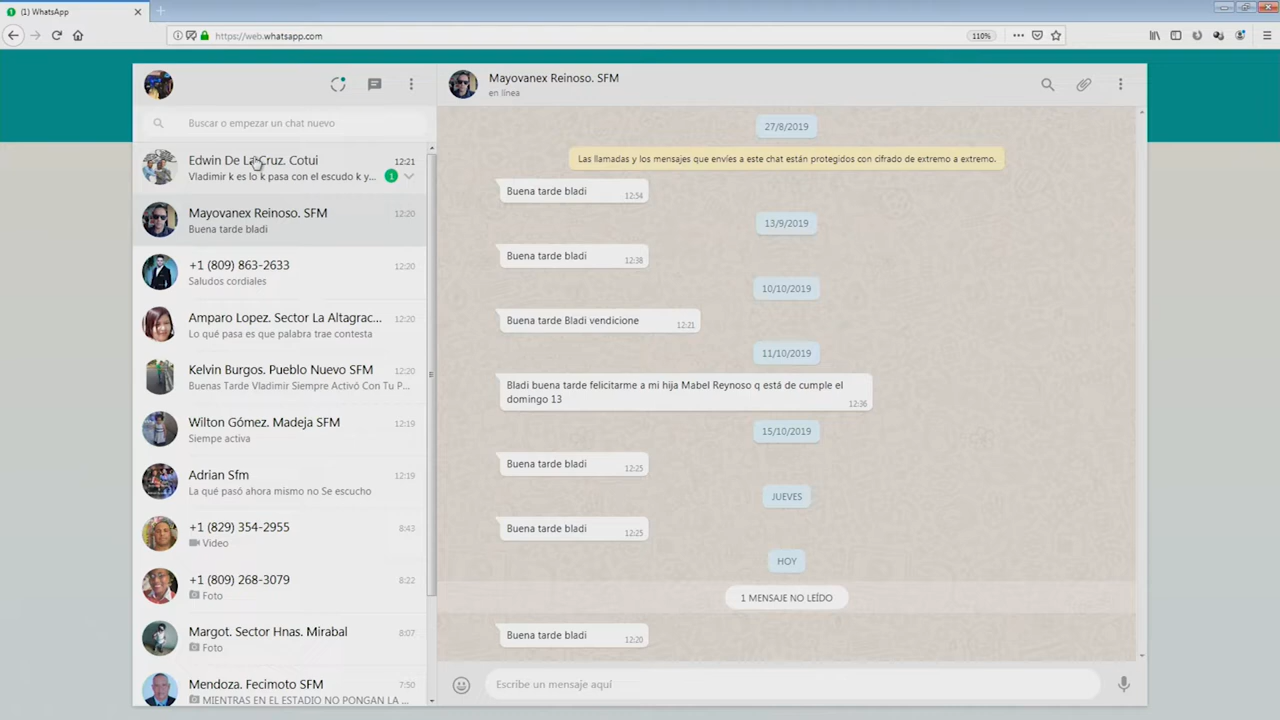 (1) WhatsApp
https://web.whatsapp.com
110%
Buscar o empezar un chat nuevo
Edwin De La Cruz. Cotui
12:21
Vladimir k es lo k pasa con el escudo k y...
1
Mayovanex Reinoso. SFM
12:20
Buena tarde bladi
+1 (809) 863-2633
12:20
Saludos cordiales
Amparo Lopez. Sector La Altagrac...
12:20
Lo qué pasa es que palabra trae contesta
Kelvin Burgos. Pueblo Nuevo SFM
12:19
Buenas Tarde Vladimir Siempre Activó Con Tu P...
Wilton Gómez. Madeja SFM
12:19
Siempe activa
Adrian Sfm
12:19
La qué pasó ahora mismo no Se escucho
+1 (829) 354-2955
8:43
Video
+1 (809) 268-3079
8:22
Foto
Margot. Sector Hnas. Mirabal
8:07
Foto
Mendoza. Fecimoto SFM
7:50
MIENTRAS EN EL ESTADIO NO PONGAN LA ...
Mayovanex Reinoso. SFM
en línea
27/8/2019
Las llamadas y los mensajes que envíes a este chat están protegidos con cifrado de extremo a extremo.
Buena tarde bladi
12:54
13/9/2019
Buena tarde bladi
12:38
10/10/2019
Buena tarde Bladi vendicione
12:21
11/10/2019
Bladi buena tarde felicitarme a mi hija Mabel Reynoso q está de cumple el
domingo 13
12:36
15/10/2019
Buena tarde bladi
12:25
JUEVES
Buena tarde bladi
12:25
HOY
1 MENSAJE NO LEÍDO
Buena tarde bladi
12:20
Escribe un mensaje aquí